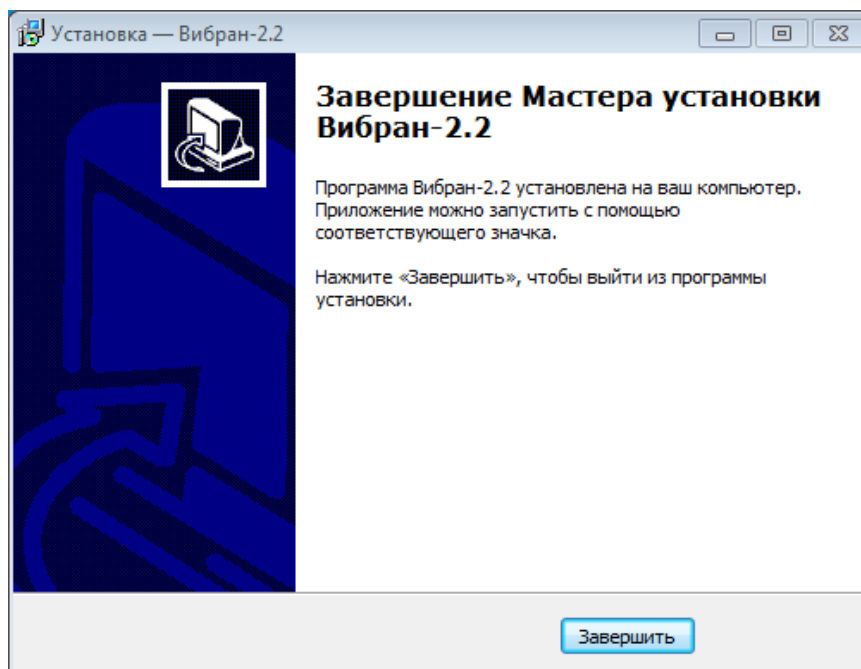 Установка — Вибран-2.2
Завершение Мастера установки
Вибран-2.2
Программа Вибран-2.2 установлена на ваш компьютер.
Приложение можно запустить с помощью
соответствующего значка.
Нажмите «Завершить», чтобы выйти из программы
установки.
Завершить